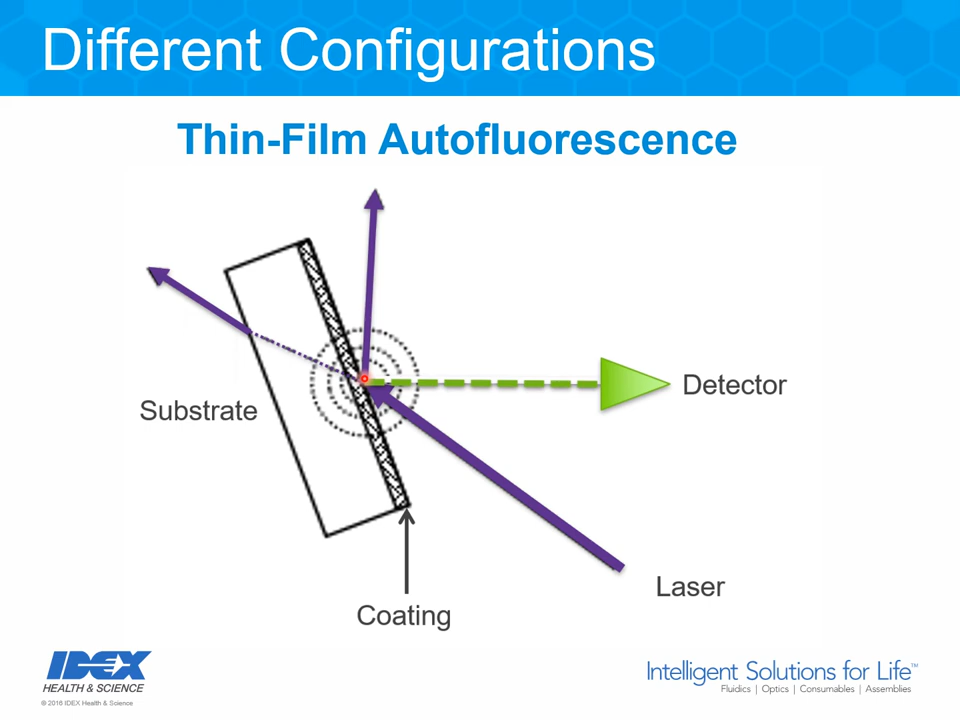 Different Configurations
Thin-Film Autofluorescence
Substrate
Detector
Laser
Coating
IDEX
HEALTH & SCIENCE
© 2016 IDEX Health & Science
Intelligent Solutions for Life™
Fluidics | Optics | Consumables | Assemblies